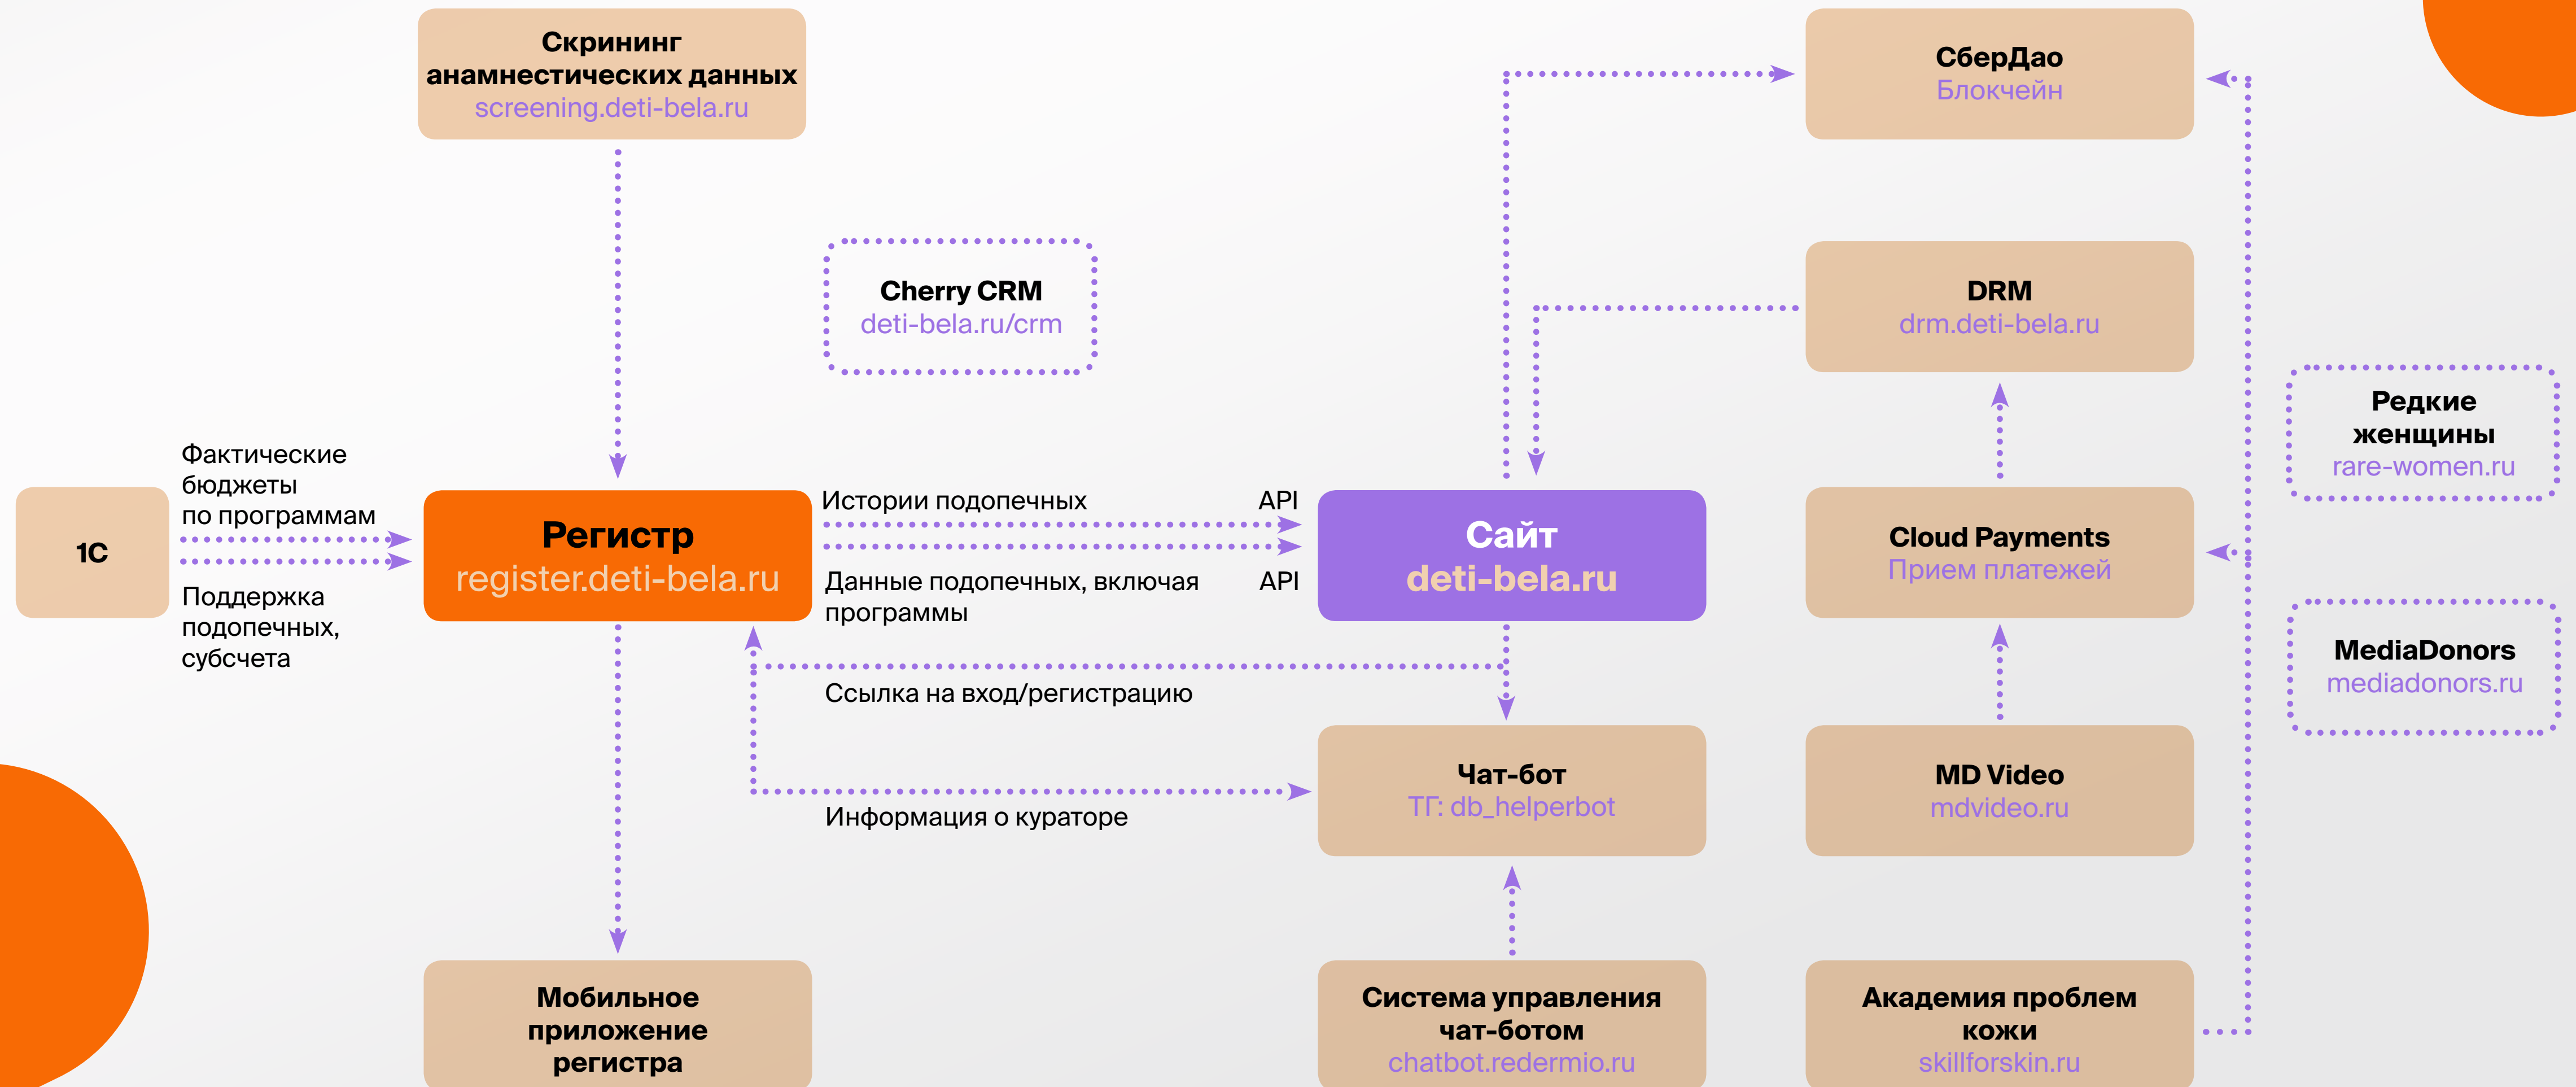 Скрининг
анамнестических данных
screening.deti-bela.ru
СберДао
Блокчейн
Cherry CRM
deti-bela.ru/crm
DRM
drm.deti-bela.ru
Редкие
женщины
rare-women.ru
Фактические
бюджеты
по программам
1C
Поддержка
подопечных,
субсчета
Регистр
register.deti-bela.ru
Истории подопечных API
Данные подопечных, включая API
программы
Сайт
deti-bela.ru
Cloud Payments
Прием платежей
MediaDonors
mediadonors.ru
Ссылка на вход/регистрацию
Информация о кураторе
Чат-бот
ТГ: db_helperbot
MD Video
mdvideo.ru
Мобильное
приложение
регистра
Система управления
чат-ботом
chatbot.redermio.ru
Академия проблем
кожи
skillforskin.ru